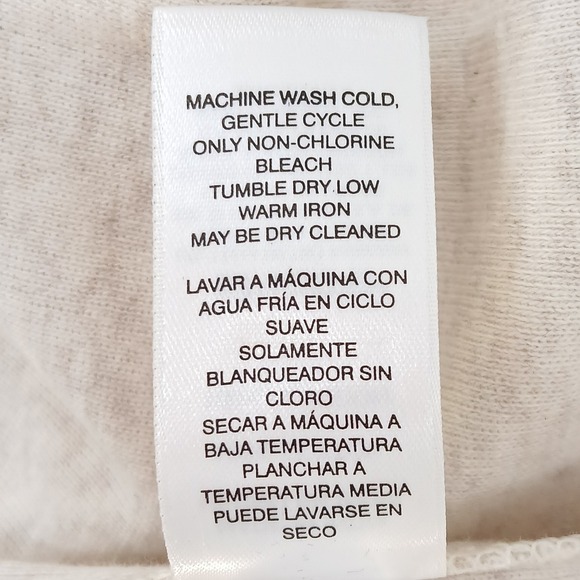 MACHINE WASH COLD,
GENTLE CYCLE
ONLY NON-CHLORINE
BLEACH
TUMBLE DRY LOW
WARM IRON
MAY BE DRY CLEANED
LAVAR A MÁQUINA CON
AGUA FRÍA EN CICLO
SUAVE
SOLAMENTE
BLANQUEADOR SIN
CLORO
SECAR A MÁQUINA A
BAJA TEMPERATURA
PLANCHAR A
TEMPERATURA MEDIA
PUEDE LAVARSE EN
SECO